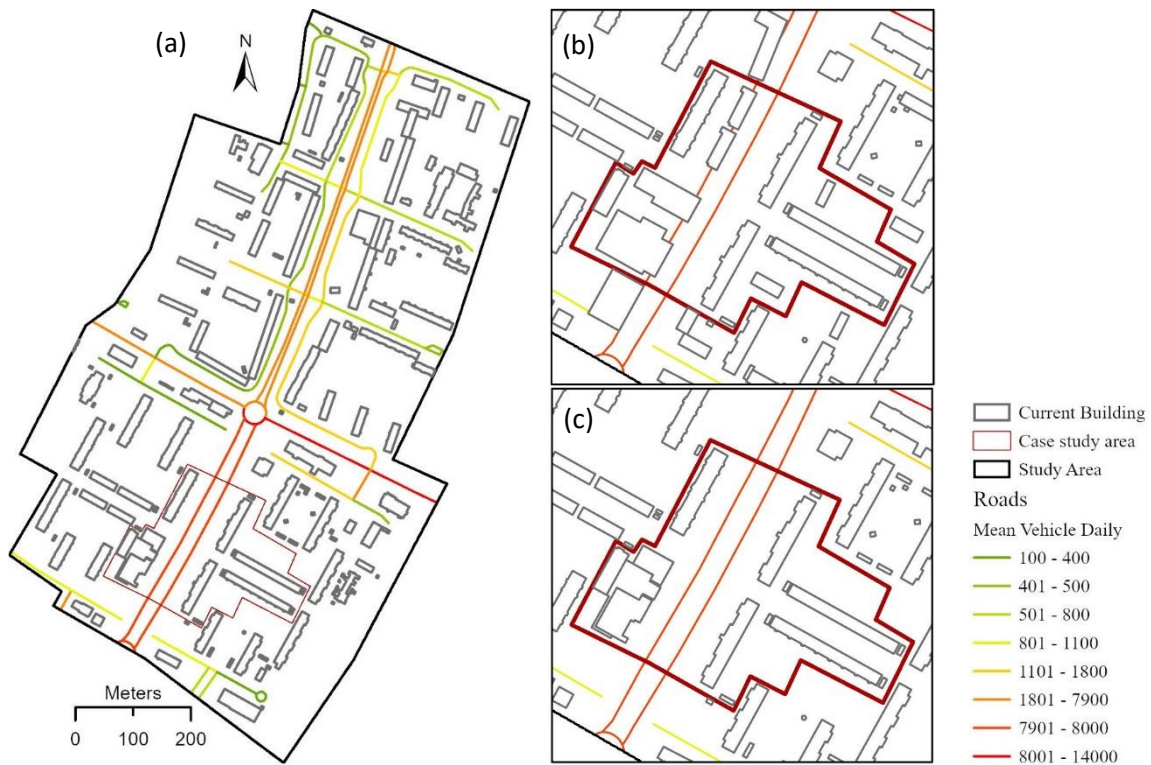 (a)
N
Meters
0 100 200
(b)
(c)
Current Building
Case study area
Study Area
Roads
Mean Vehicle Daily
100 - 400
401 - 500
501 - 800
801 - 1100
1101 - 1800
1801 - 7900
7901 - 8000
8001 - 14000